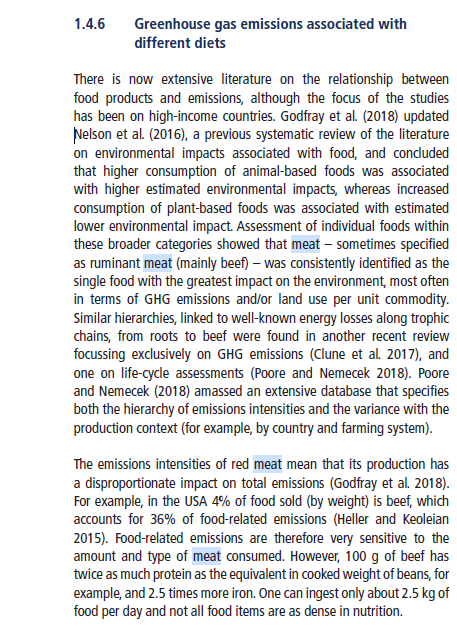 1.4.6 Greenhouse gas emissions associated with
different diets
There is now extensive literature on the relationship between
food products and emissions, although the focus of the studies
has been on high-income countries. Godfray et al. (2018) updated
Nelson et al. (2016), a previous systematic review of the literature
on environmental impacts associated with food, and concluded
that higher consumption of animal-based foods was associated
with higher estimated environmental impacts, whereas increased
consumption of plant-based foods was associated with estimated
lower environmental impact. Assessment of individual foods within
these broader categories showed that meat – sometimes specified
as ruminant meat (mainly beef) – was consistently identified as the
single food with the greatest impact on the environment, most often
in terms of GHG emissions and/or land use per unit commodity.
Similar hierarchies, linked to well-known energy losses along trophic
chains, from roots to beef were found in another recent review
focussing exclusively on GHG emissions (Clune et al. 2017), and
one on life-cycle assessments (Poore and Nemecek 2018). Poore
and Nemecek (2018) amassed an extensive database that specifies
both the hierarchy of emissions intensities and the variance with the
production context (for example, by country and farming system).
The emissions intensities of red meat mean that its production has
a disproportionate impact on total emissions (Godfray et al. 2018).
For example, in the USA 4% of food sold (by weight) is beef, which
accounts for 36% of food-related emissions (Heller and Keoleian
2015). Food-related emissions are therefore very sensitive to the
amount and type of meat consumed. However, 100 g of beef has
twice as much protein as the equivalent in cooked weight of beans, for
example, and 2.5 times more iron. One can ingest only about 2.5 kg of
food per day and not all food items are as dense in nutrition.